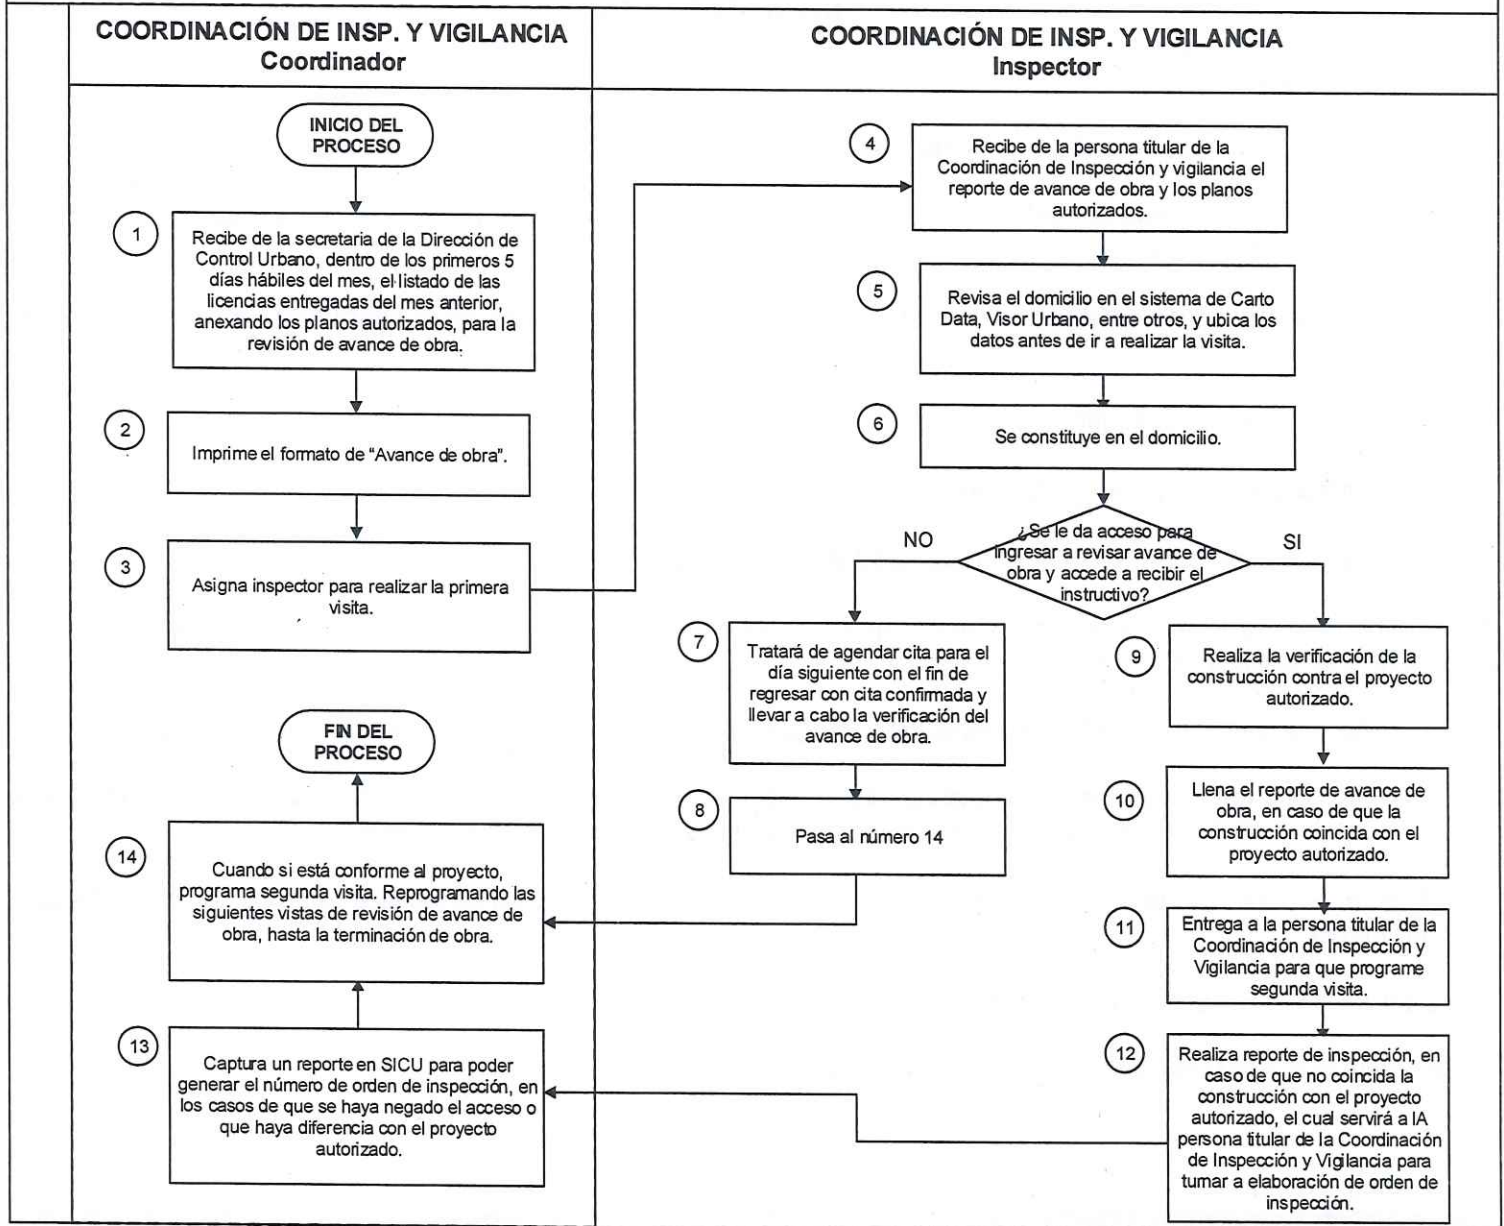 COORDINACIÓN DE INSP. Y VIGILANCIA
Coordinador
COORDINACIÓN DE INSP. Y VIGILANCIA
Inspector
INICIO DEL
PROCESO
1
Recibe de la secretaria de la Dirección de
Control Urbano, dentro de los primeros 5
días hábiles del mes, el listado de las
licencias entregadas del mes anterior,
anexando los planos autorizados, para la
revisión de avance de obra.
2
Imprime el formato de “Avance de obra”.
3
Asigna inspector para realizar la primera
visita.
4
Recibe de la persona titular de la
Coordinación de Inspección y vigilancia el
reporte de avance de obra y los planos
autorizados.
5
Revisa el domicilio en el sistema de Carto
Data, Visor Urbano, entre otros, y ubica los
datos antes de ir a realizar la visita.
6
Se constituye en el domicilio.
¿Se le da acceso para
ingresar a revisar avance de
obra y accede a recibir el
instructivo?
NO
SI
7
Tratará de agendar cita para el
día siguiente con el fin de
regresar con cita confirmada y
llevar a cabo la verificación del
avance de obra.
8
Pasa al número 14
9
Realiza la verificación de la
construcción contra el proyecto
autorizado.
10
Llena el reporte de avance de
obra, en caso de que la
construcción coincida con el
proyecto autorizado.
11
Entrega a la persona titular de la
Coordinación de Inspección y
Vigilancia para que programe
segunda visita.
12
Realiza reporte de inspección, en
caso de que no coincida la
construcción con el proyecto
autorizado, el cual servirá a lA
persona titular de la Coordinación
de Inspección y Vigilancia para
turnar a elaboración de orden de
inspección.
13
Captura un reporte en SICU para poder
generar el número de orden de inspección, en
los casos de que se haya negado el acceso o
que haya diferencia con el proyecto
autorizado.
14
Cuando si está conforme al proyecto,
programa segunda visita. Reprogramando las
siguientes vistas de revisión de avance de
obra, hasta la terminación de obra.
FIN DEL
PROCESO